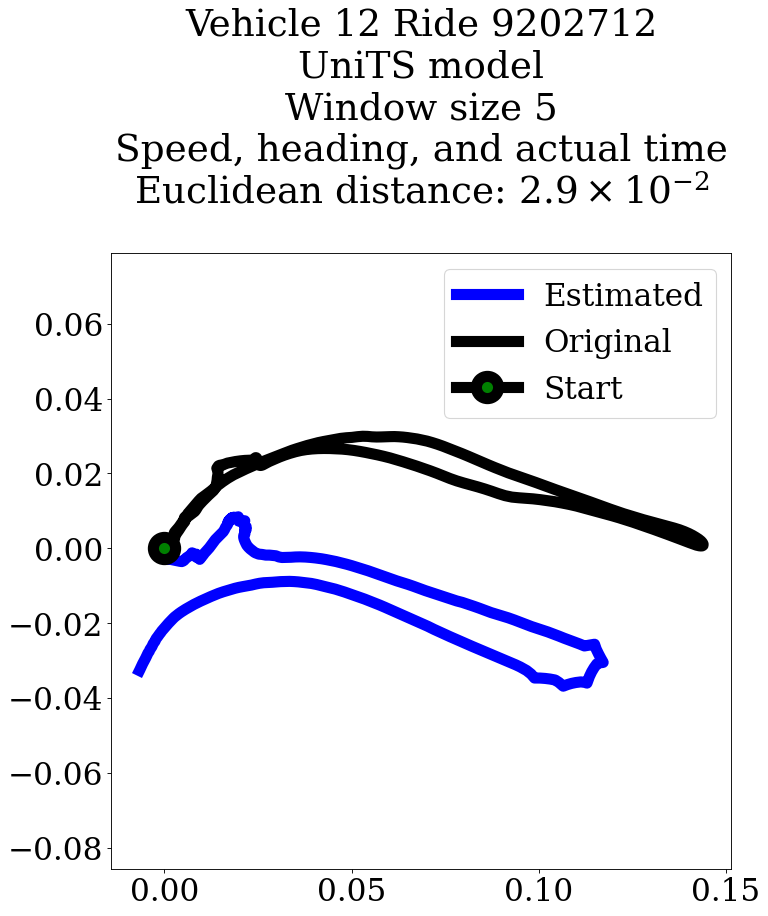 Vehicle 12 Ride 9202712
UniTS model
Window size 5
Speed, heading, and actual time
Euclidean distance: 2.9 × 10⁻²
Estimated
Original
Start
0.06
0.04
0.02
0.00
−0.02
−0.04
−0.06
−0.08
0.00 0.05 0.10 0.15